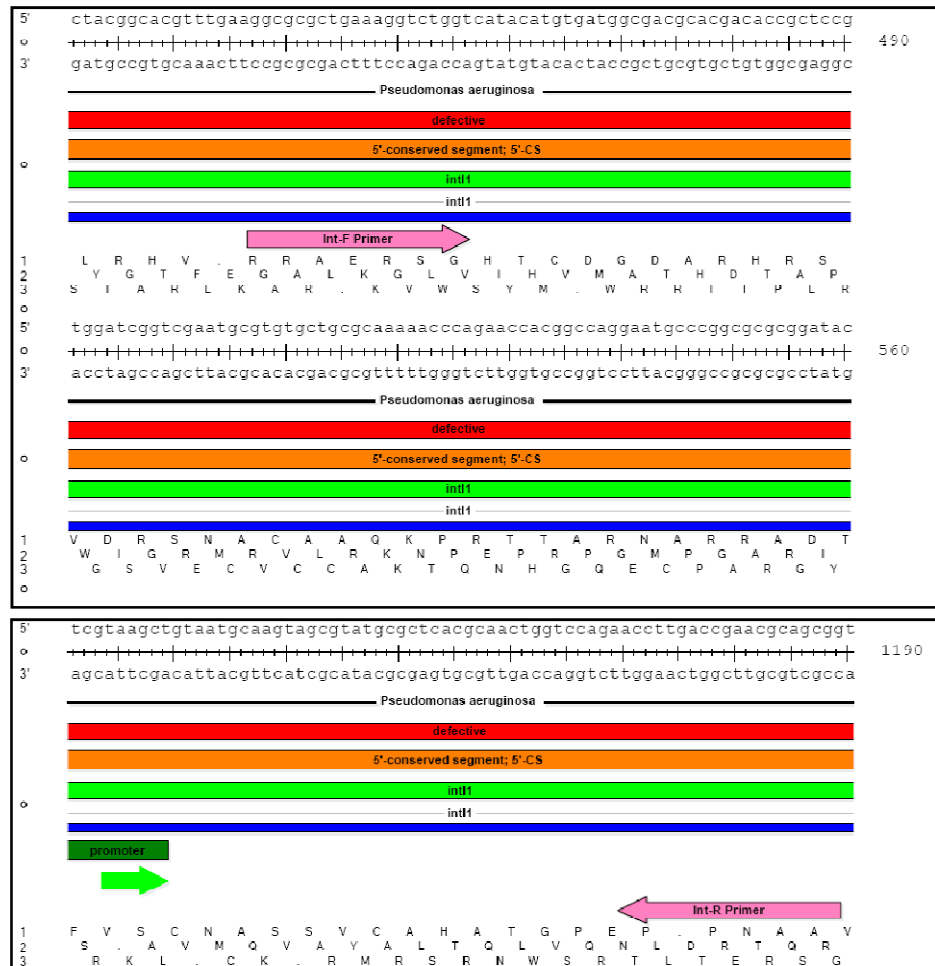 5' ctacggcacgtttgaaggcgcgctgaaaggtctggtcatacatgtgatggcgacgcacgacaccgctccg
490
3' gatgccgtgcaaacttccgcgcgactttccagaccagtatgtacactaccgctgcgtgctgtggcgaggc
Pseudomonas aeruginosa
defective
5'-conserved segment; 5'-CS
intI1
intI1
Int-F Primer
1 L R H V . R R A E R S G H T C D G D A R H R S
2 Y G T F E G A L K G L V I H V M A T H D T A P
3 S I A R L K A R . K V W S Y M . W R R I I P L R
5' tggatcggtcgaatgcgtgtgctgcgcaaaaacccagaaccacggccaggaatgcccggcgcgcggatac
560
3' acctagccagcttacgcacacgacgcgtttttgggtcttggtgccggtccttacgggccgcgcgcctatg
Pseudomonas aeruginosa
defective
5'-conserved segment; 5'-CS
intI1
intI1
1 V D R S N A C A A Q K P R T T A R N A R R A D T
2 W I G R M R V L R K N P E P R P G M P G A R I
3 G S V E C V C C A K T Q N H G Q E C P A R G Y
5' tcgtaagctgtaatgcaagtagcgtatgcgctcacgcaactggtccagaaccttgaccgaacgcagcggt
1190
3' agcattcgacattacgttcatcgcatacgcgagtgcgttgaccaggtcttggaactggcttgcgtcgcca
Pseudomonas aeruginosa
defective
5'-conserved segment; 5'-CS
intI1
intI1
promoter
Int-R Primer
1 F V S C N A S S V C A H A T G P E P . P N A A V
2 S . A V M Q V A Y A L T Q L V Q N L D R T Q R
3 R K L . C K . R M R S R N W S R T L T E R S G